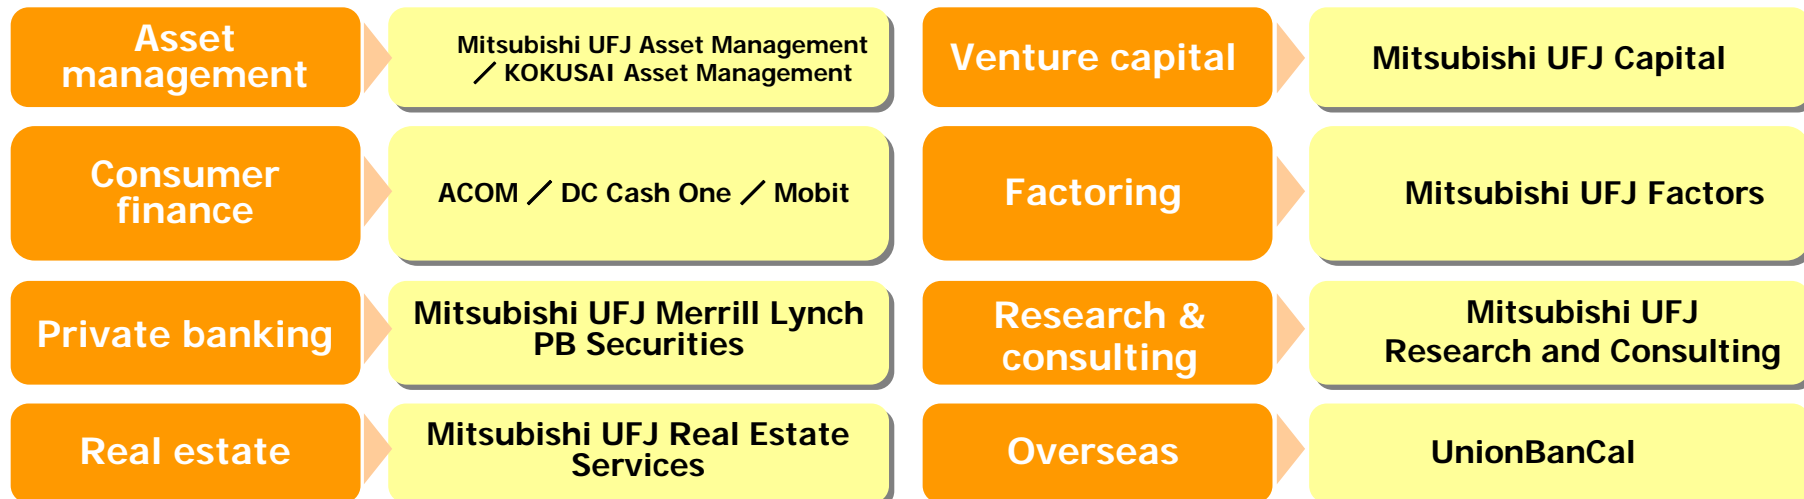 Asset
management
Mitsubishi UFJ Asset Management
／ KOKUSAI Asset Management
Venture capital
Mitsubishi UFJ Capital
Consumer
finance
ACOM ／ DC Cash One ／ Mobit
Factoring
Mitsubishi UFJ Factors
Private banking
Mitsubishi UFJ Merrill Lynch
PB Securities
Research &
consulting
Mitsubishi UFJ
Research and Consulting
Real estate
Mitsubishi UFJ Real Estate
Services
Overseas
UnionBanCal